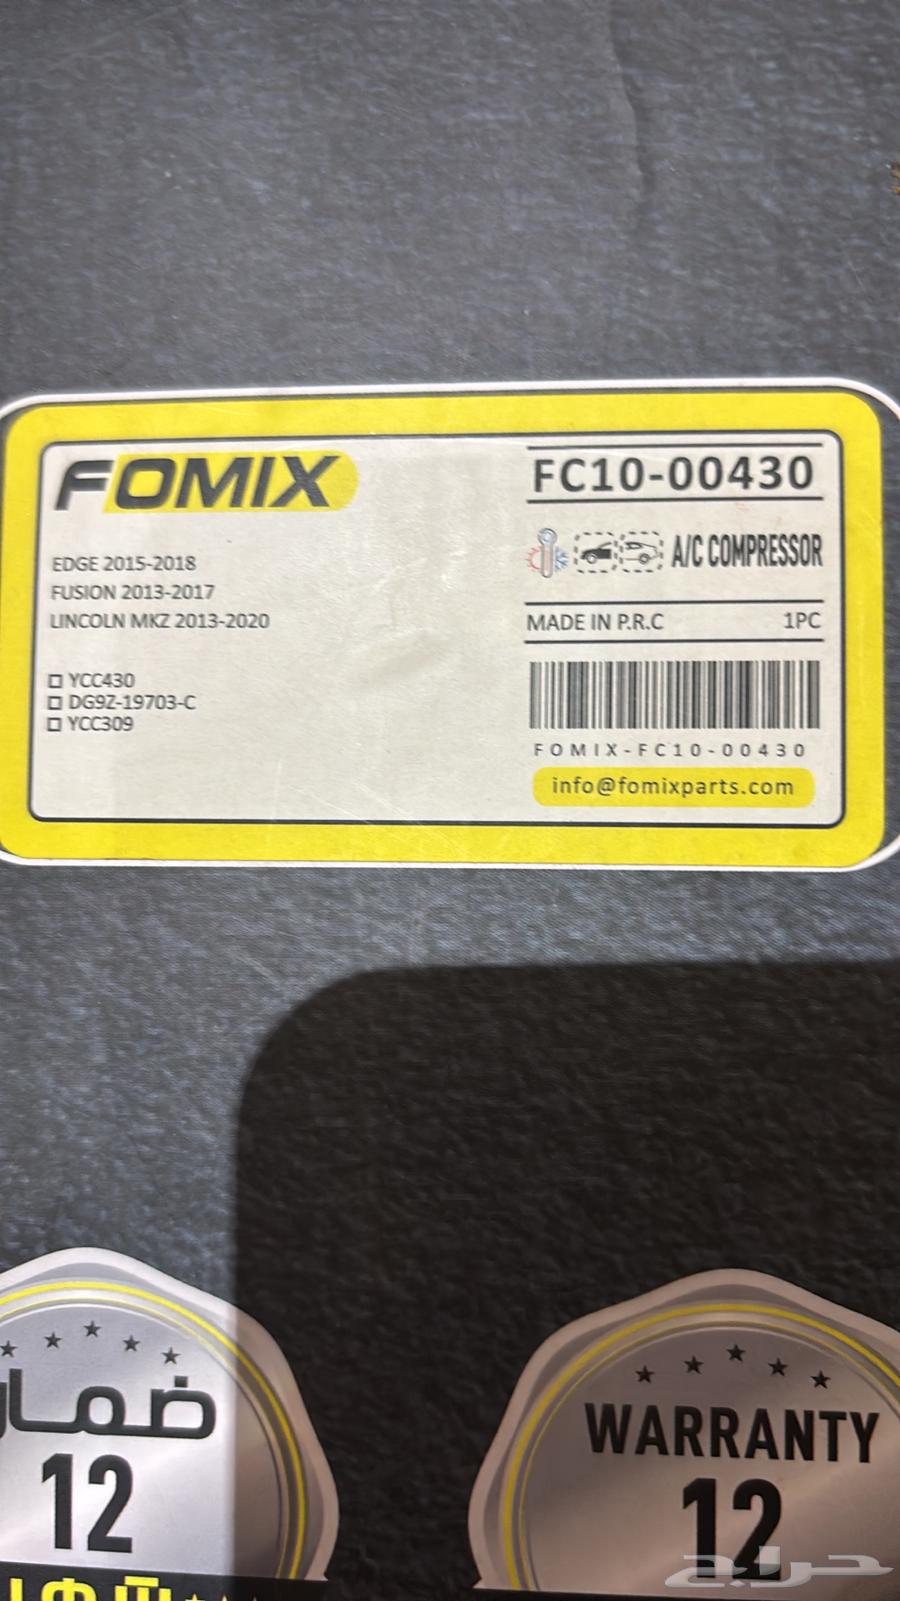 FOMIX
FC10-00430
EDGE 2015-2018
FUSION 2013-2017
LINCOLN MKZ 2013-2020
A/C COMPRESSOR
MADE IN P.R.C 1PC
YCC430
DG9Z-19703-C
YCC309
FOMIX-FC10-00430
info@fomixparts.com
ضمان
12
WARRANTY
12
حراج